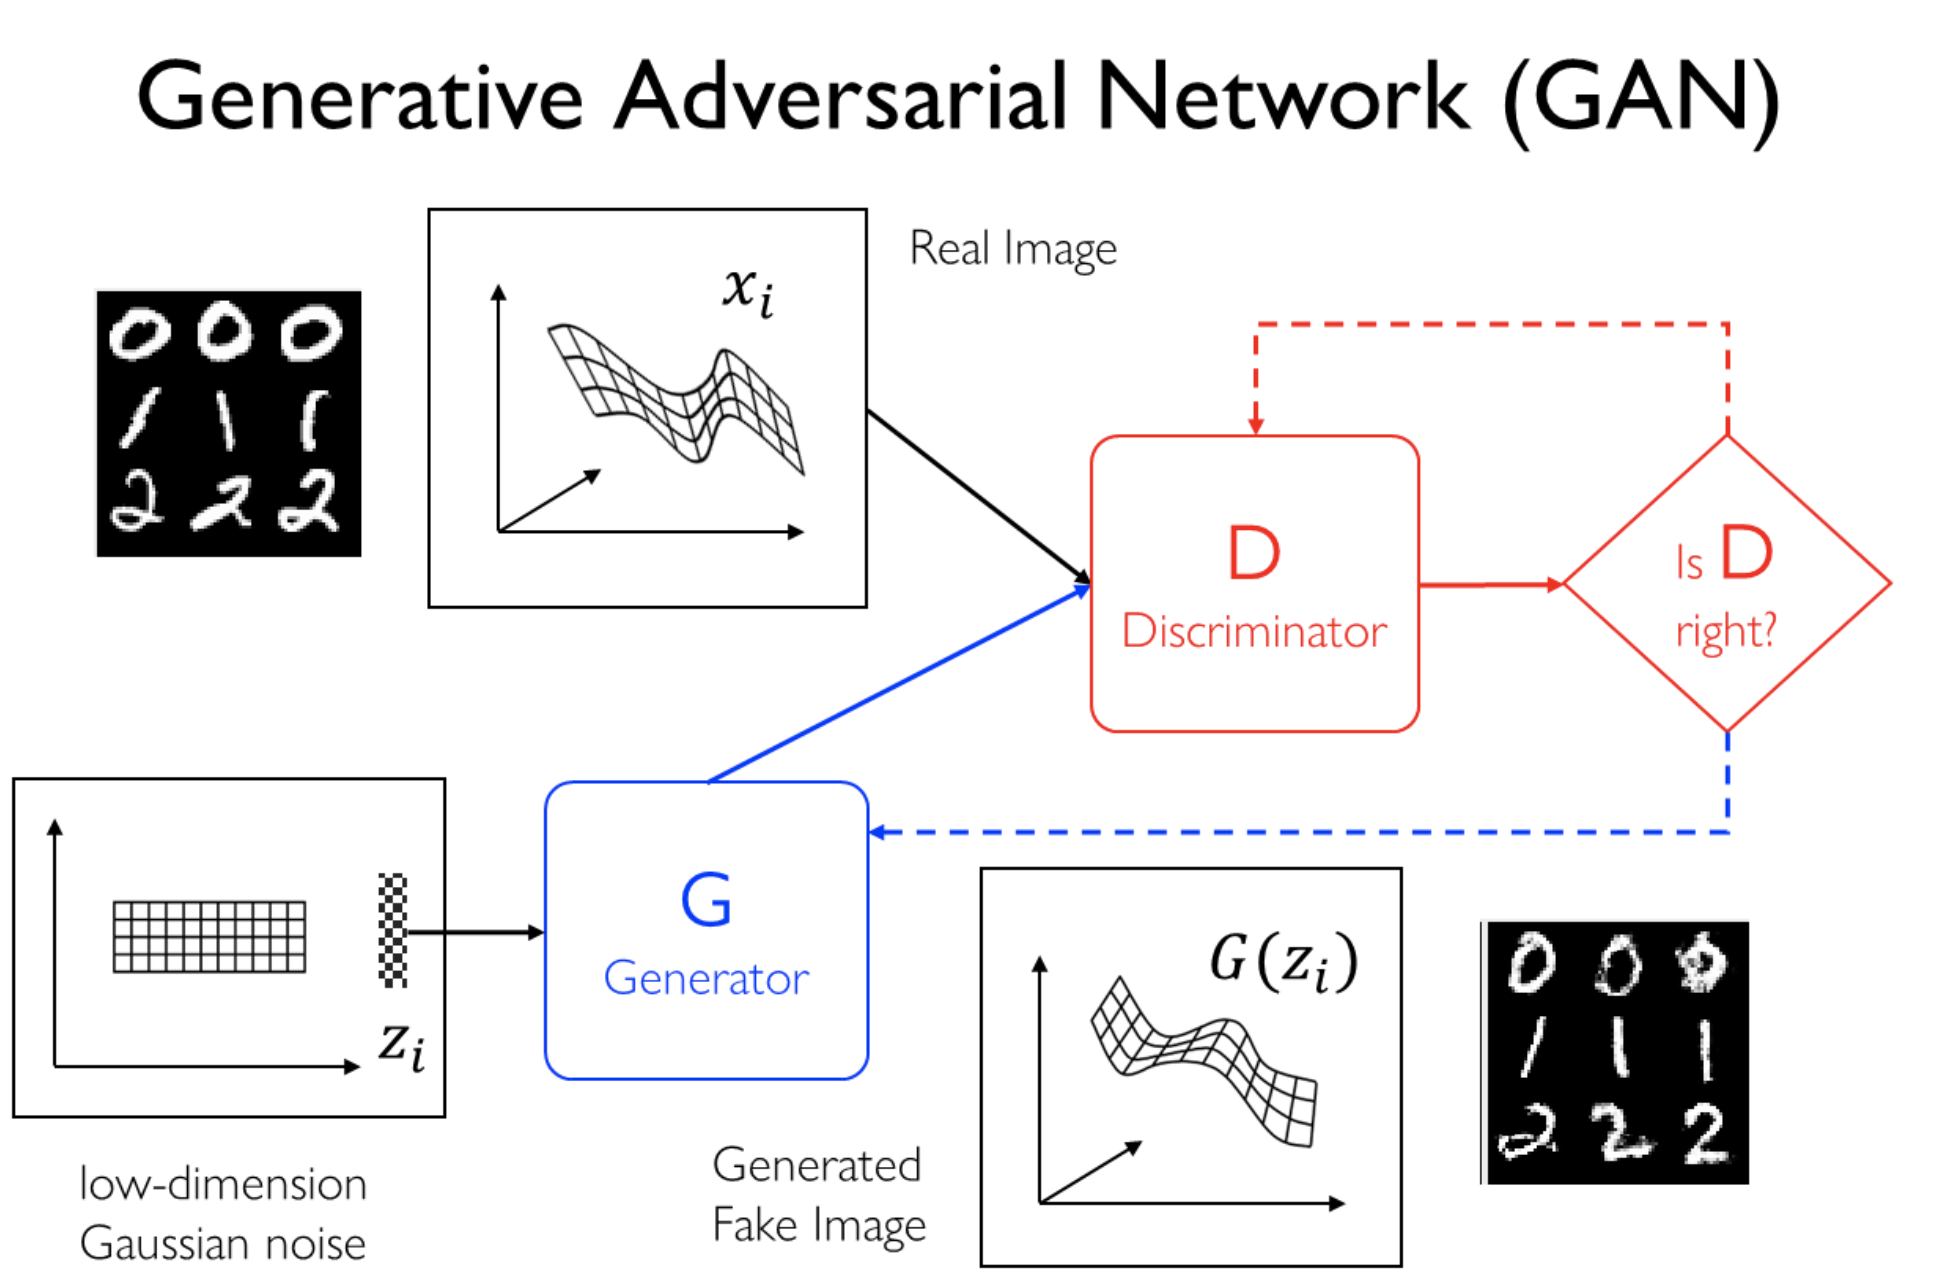 Generative Adversarial Network (GAN)
Real Image
x_i
0 0 0
1 1 1
2 2 2
D
Discriminator
Is D
right?
G
Generator
z_i
low-dimension
Gaussian noise
Generated
Fake Image
G(z_i)
0 0 0
1 1 1
2 2 2